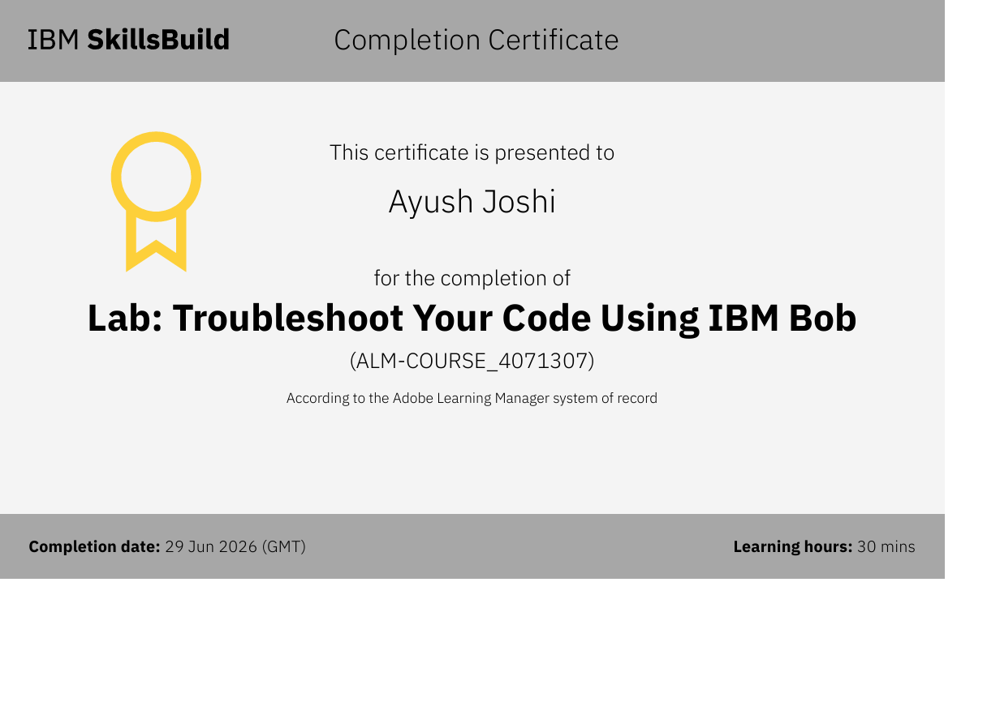 IBM SkillsBuild
Completion Certificate
This certificate is presented to
Ayush Joshi
for the completion of
Lab: Troubleshoot Your Code Using IBM Bob
(ALM-COURSE_4071307)
According to the Adobe Learning Manager system of record
Completion date: 29 Jun 2026 (GMT)
Learning hours: 30 mins